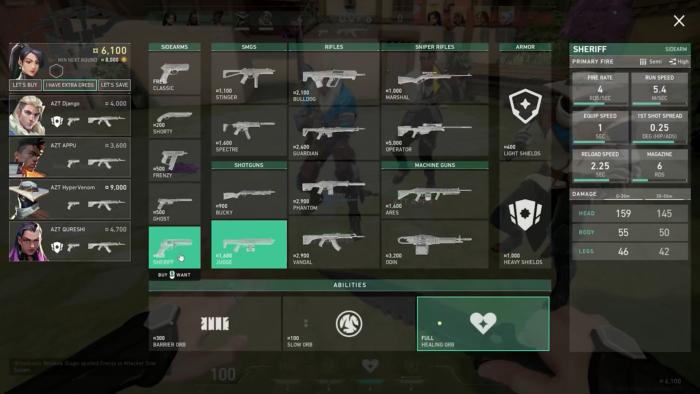 SIDEARMS
SMGS
RIFLES
SNIPER RIFLES
ARMOR
¤ 6,100
MIN NEXT ROUND
LET'S BUY
I HAVE EXTRA CREDS
LET'S SAVE
AZT Django
¤ 4,000
AZT APPU
¤ 3,600
AZT HyperVenom
¤ 9,000
AZT QURESHI
¤ 4,700
FREE
CLASSIC
¤200
SHORTY
¤500
FRENZY
¤500
GHOST
SHERIFF
BUY
WANT
¤1,100
STINGER
¤1,600
SPECTRE
SHOTGUNS
¤900
BUCKY
¤1,600
JUDGE
¤2,100
BULLDOG
¤2,400
GUARDIAN
¤2,900
PHANTOM
¤2,900
VANDAL
¤1,000
MARSHAL
¤5,000
OPERATOR
MACHINE GUNS
¤1,600
ARES
¤3,200
ODIN
¤400
LIGHT SHIELDS
¤1,000
HEAVY SHIELDS
ABILITIES
¤300
BARRIER ORB
¤100
SLOW ORB
FULL
HEALING ORB
SHERIFF
SIDEARM
PRIMARY FIRE
Semi
High
FIRE RATE
4
RDS/SEC
RUN SPEED
5.4
M/SEC
EQUIP SPEED
1
SEC
1ST SHOT SPREAD
0.25
DEG (HIP/ADS)
RELOAD SPEED
2.25
SEC
MAGAZINE
6
RDS
DAMAGE
0-30m
30-50m
HEAD
159
145
BODY
55
50
LEGS
46
42
100
¤ 6,100